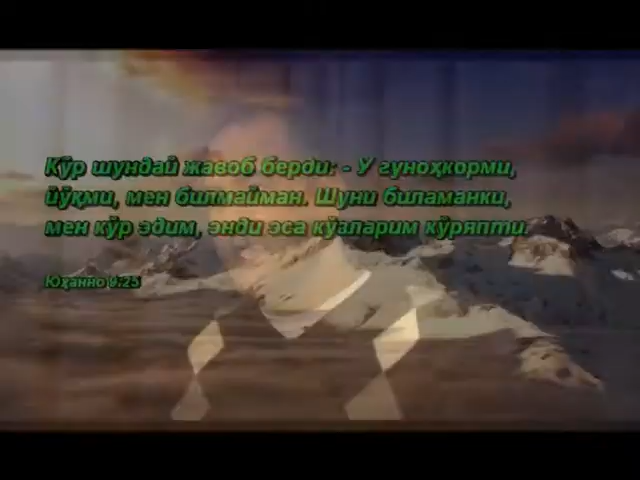 Кўр шундай жавоб берди: - У гуноҳкорми,
йўқми, мен билмайман. Шуни биламанки,
мен кўр эдим, энди эса кўзларим кўряпти.
Юҳанно 9:25